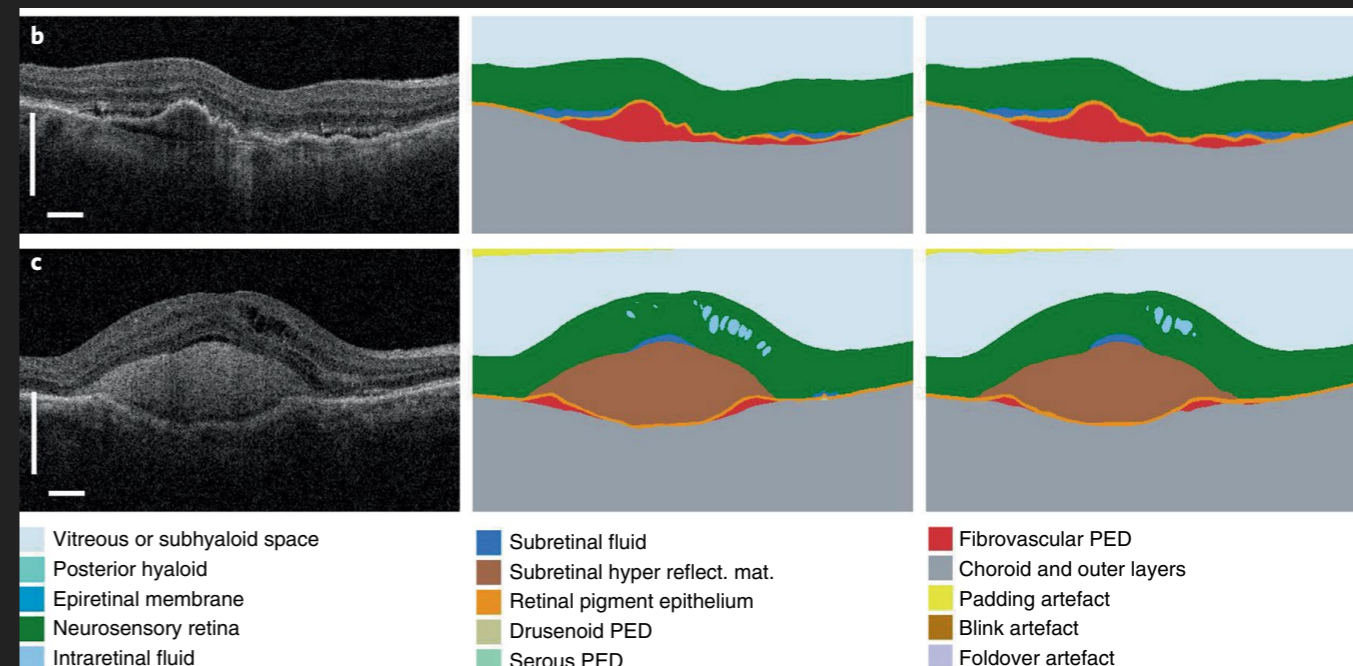 b
c
Vitreous or subhyaloid space
Posterior hyaloid
Epiretinal membrane
Neurosensory retina
Intraretinal fluid
Subretinal fluid
Subretinal hyper reflect. mat.
Retinal pigment epithelium
Drusenoid PED
Serous PED
Fibrovascular PED
Choroid and outer layers
Padding artefact
Blink artefact
Foldover artefact